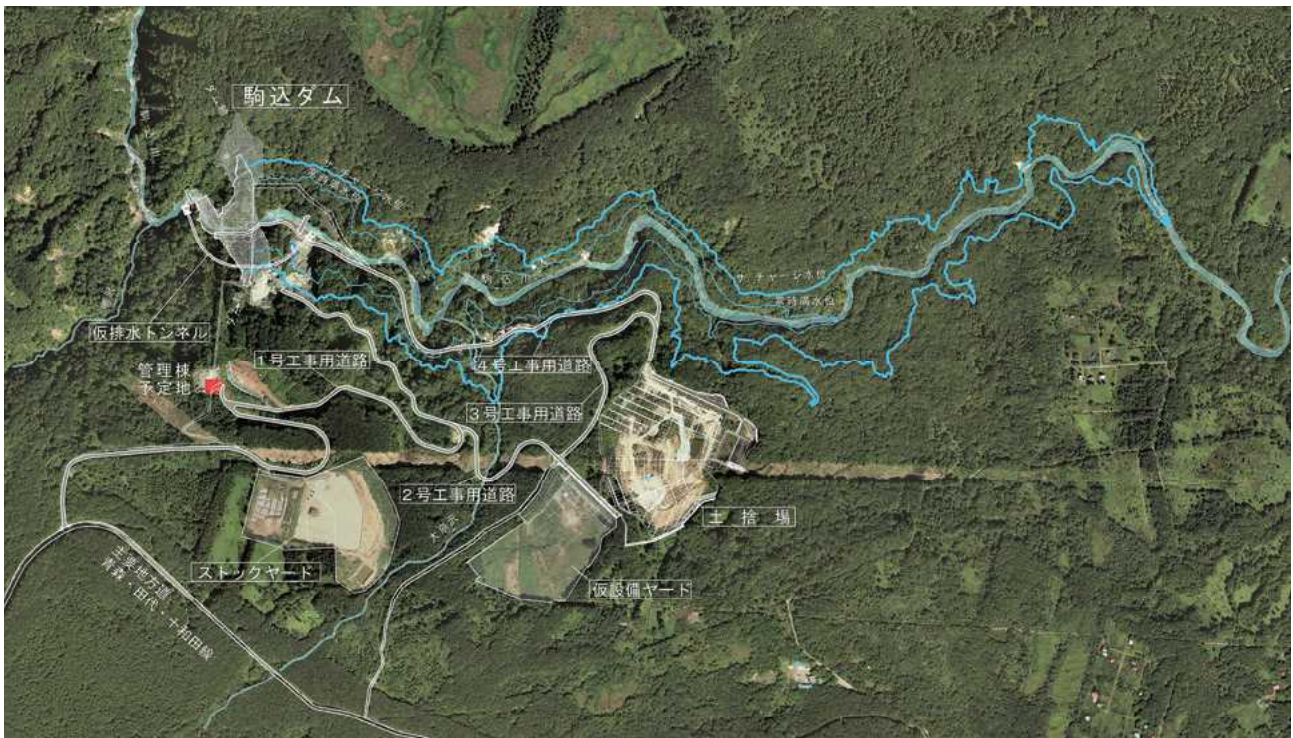 駒込ダム
サーチャージ水位
常時満水位
仮排水トンネル
1号工事用道路
管理棟
予定地
4号工事用道路
3号工事用道路
2号工事用道路
土捨場
ストックヤード
仮設備ヤード
主要地方道
青森・田代・十和田線